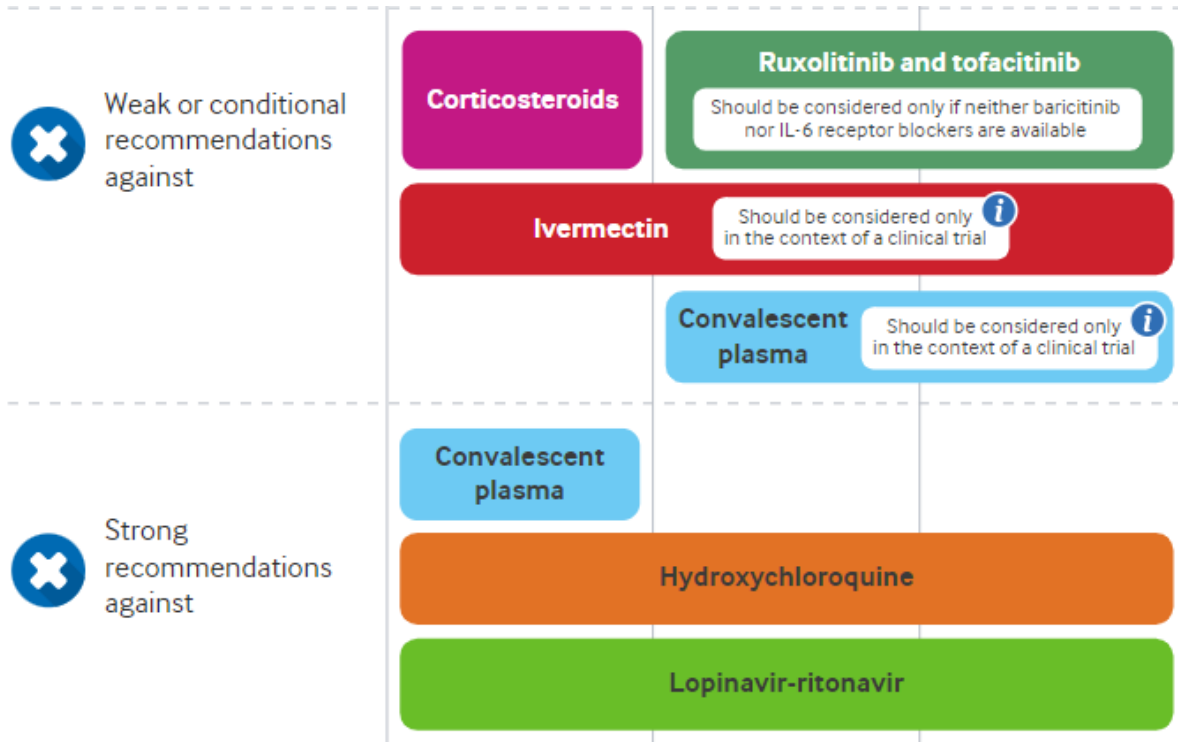 Weak or conditional
recommendations
against
Corticosteroids
Ruxolitinib and tofacitinib
Should be considered only if neither baricitinib
nor IL-6 receptor blockers are available
Ivermectin
Should be considered only
in the context of a clinical trial
i
Convalescent
plasma
Should be considered only
in the context of a clinical trial
i
Strong
recommendations
against
Convalescent
plasma
Hydroxychloroquine
Lopinavir-ritonavir